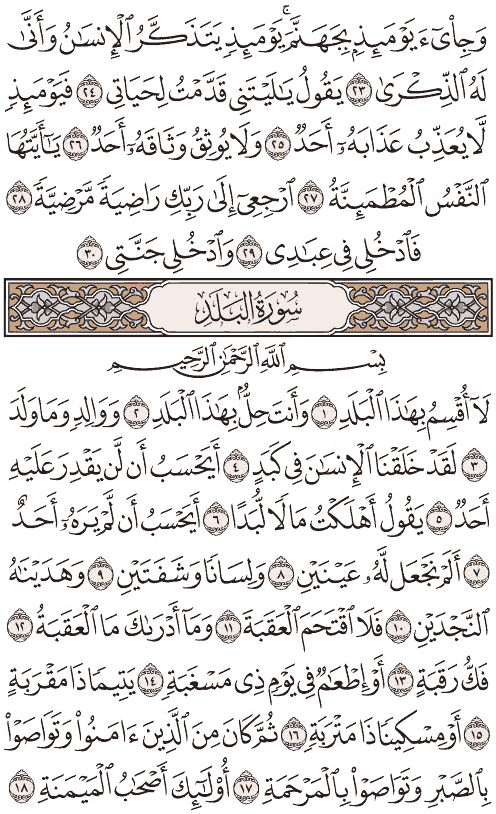 وَجِاْىٓءَ يَوْمَئِذٍۭ بِجَهَنَّمَۚ يَوْمَئِذٍ يَتَذَكَّرُ ٱلْإِنسَٰنُ وَأَنَّىٰ
لَهُ ٱلذِّكْرَىٰ ٢٣ يَقُولُ يَٰلَيْتَنِى قَدَّمْتُ لِحَيَاتِى ٢٤ فَيَوْمَئِذٍ
لَّا يُعَذِّبُ عَذَابَهُۥٓ أَحَدٌ ٢٥ وَلَا يُوثِقُ وَثَاقَهُۥٓ أَحَدٌ ٢٦ يَٰٓأَيَّتُهَا
ٱلنَّفْسُ ٱلْمُطْمَئِنَّةُ ٢٧ ٱرْجِعِىٓ إِلَىٰ رَبِّكِ رَاضِيَةً مَّرْضِيَّةً ٢٨
فَٱدْخُلِى فِى عِبَٰدِى ٢٩ وَٱدْخُلِى جَنَّتِى ٣٠
سُورَةُ البَلَدِ
بِسْمِ ٱللَّهِ ٱلرَّحْمَٰنِ ٱلرَّحِيمِ
لَآ أُقْسِمُ بِهَٰذَا ٱلْبَلَدِ ١ وَأَنتَ حِلٌّۢ بِهَٰذَا ٱلْبَلَدِ ٢ وَوَالِدٍ وَمَا وَلَدَ
٣ لَقَدْ خَلَقْنَا ٱلْإِنسَٰنَ فِى كَبَدٍ ٤ أَيَحْسَبُ أَن لَّن يَقْدِرَ عَلَيْهِ
أَحَدٌ ٥ يَقُولُ أَهْلَكْتُ مَالًا لُّبَدًا ٦ أَيَحْسَبُ أَن لَّمْ يَرَهُۥٓ أَحَدٌ
٧ أَلَمْ نَجْعَل لَّهُۥ عَيْنَيْنِ ٨ وَلِسَانًا وَشَفَتَيْنِ ٩ وَهَدَيْنَٰهُ
ٱلنَّجْدَيْنِ ١٠ فَلَا ٱقْتَحَمَ ٱلْعَقَبَةَ ١١ وَمَآ أَدْرَىٰكَ مَا ٱلْعَقَبَةُ ١٢
فَكُّ رَقَبَةٍ ١٣ أَوْ إِطْعَٰمٌ فِى يَوْمٍ ذِى مَسْغَبَةٍ ١٤ يَتِيمًا ذَا مَقْرَبَةٍ
١٥ أَوْ مِسْكِينًا ذَا مَتْرَبَةٍ ١٦ ثُمَّ كَانَ مِنَ ٱلَّذِينَ ءَامَنُوا۟ وَتَوَاصَوْا۟
بِٱلصَّبْرِ وَتَوَاصَوْا۟ بِٱلْمَرْحَمَةِ ١٧ أُو۟لَٰٓئِكَ أَصْحَٰبُ ٱلْمَيْمَنَةِ ١٨